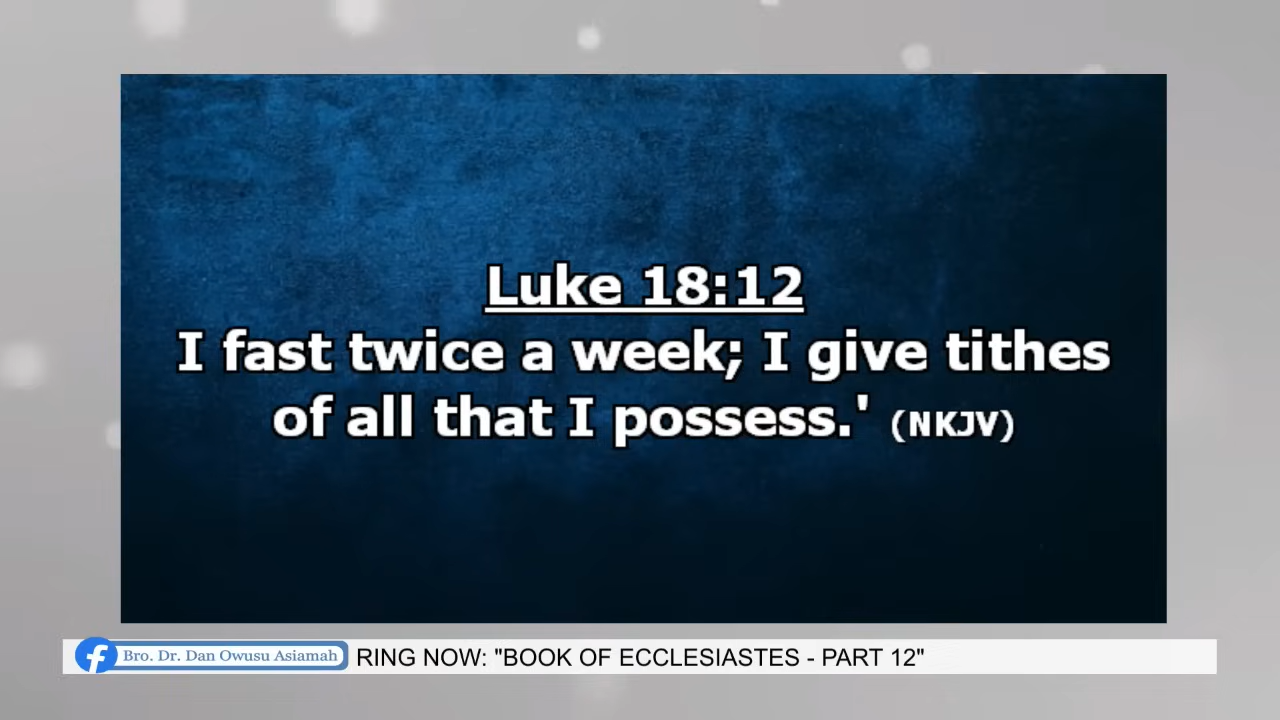 Luke 18:12
I fast twice a week; I give tithes
of all that I possess.' (NKJV)
Bro. Dr. Dan Owusu Asiamah RING NOW: "BOOK OF ECCLESIASTES - PART 12"